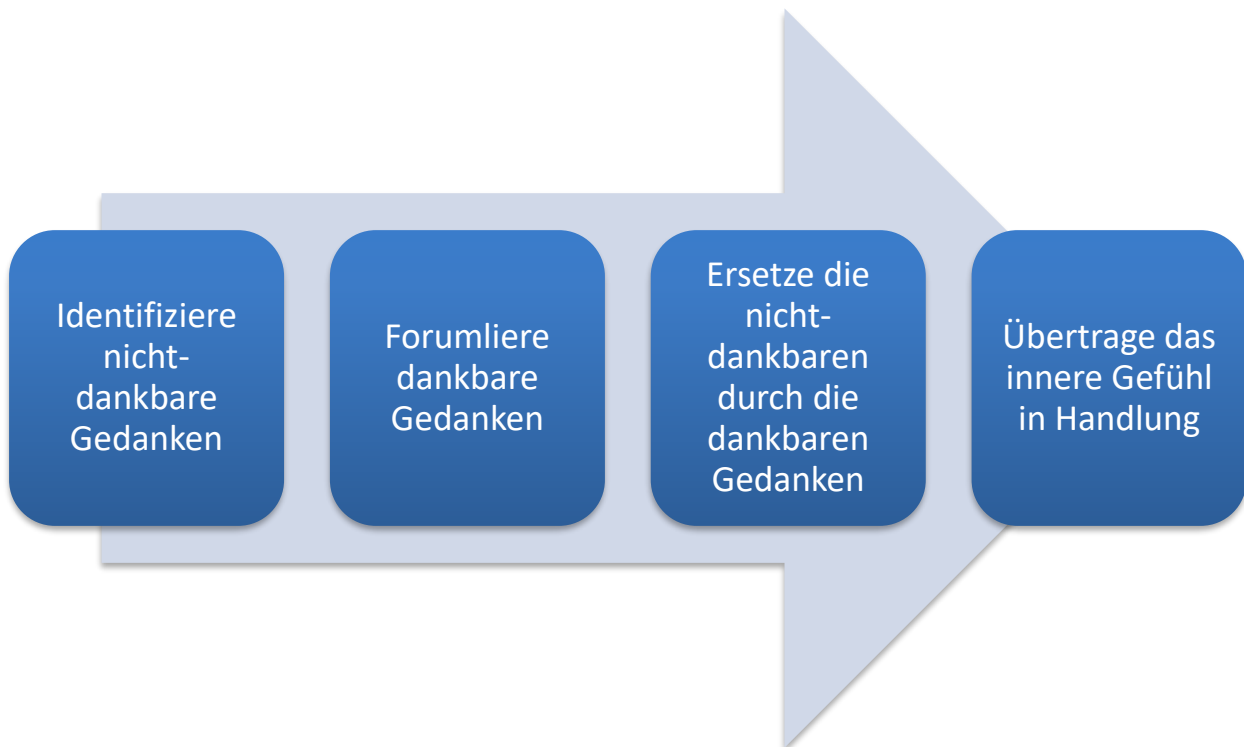 Identifiziere
nicht-
dankbare
Gedanken
Forumliere
dankbare
Gedanken
Ersetze die
nicht-
dankbaren
durch die
dankbaren
Gedanken
Übertrage das
innere Gefühl
in Handlung